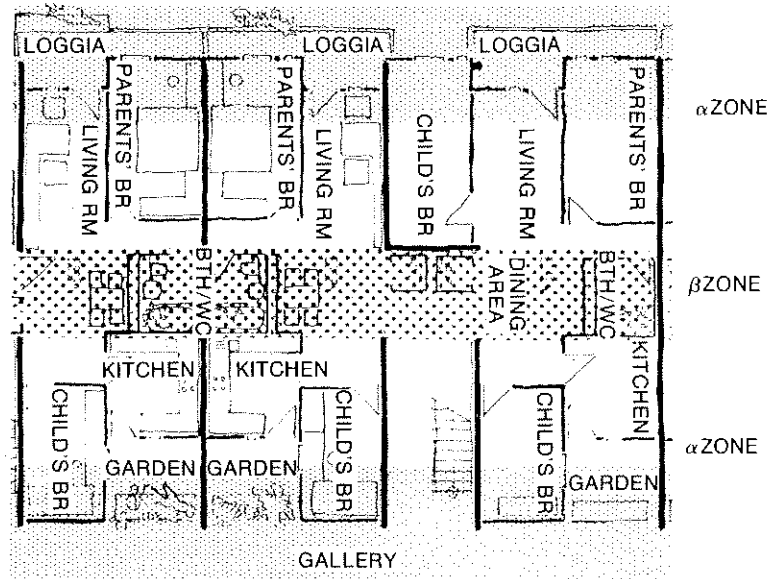 LOGGIA
LOGGIA
LOGGIA
PARENTS' BR
PARENTS' BR
PARENTS' BR
αZONE
LIVING RM
LIVING RM
CHILD'S BR
LIVING RM
BTH/WC
DINING
AREA
BTH/WC
βZONE
KITCHEN
KITCHEN
KITCHEN
CHILD'S BR
CHILD'S BR
CHILD'S BR
αZONE
GARDEN
GARDEN
GARDEN
GALLERY